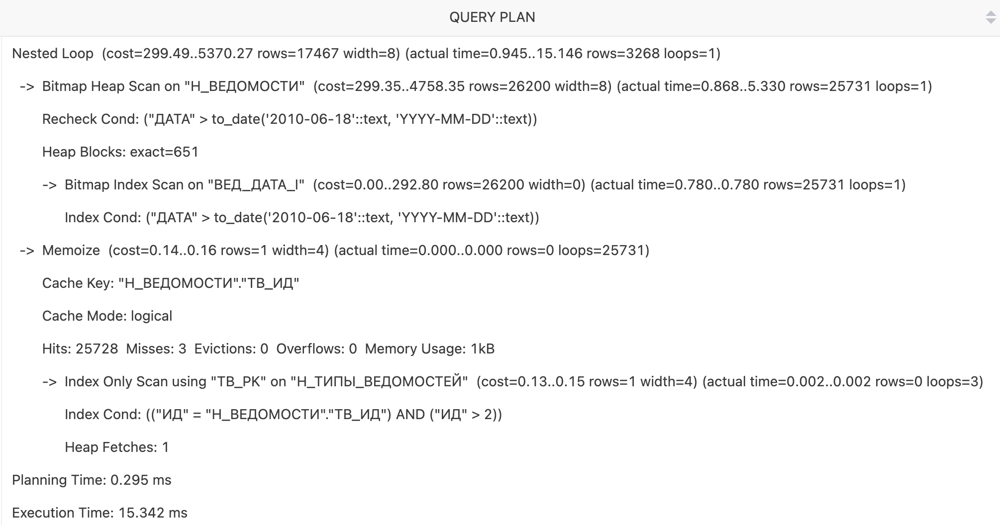 QUERY PLAN
Nested Loop  (cost=299.49..5370.27 rows=17467 width=8) (actual time=0.945..15.146 rows=3268 loops=1)
->  Bitmap Heap Scan on "Н_ВЕДОМОСТИ"  (cost=299.35..4758.35 rows=26200 width=8) (actual time=0.868..5.330 rows=25731 loops=1)
Recheck Cond: ("ДАТА" > to_date('2010-06-18'::text, 'YYYY-MM-DD'::text))
Heap Blocks: exact=651
->  Bitmap Index Scan on "ВЕД_ДАТА_I"  (cost=0.00..292.80 rows=26200 width=0) (actual time=0.780..0.780 rows=25731 loops=1)
Index Cond: ("ДАТА" > to_date('2010-06-18'::text, 'YYYY-MM-DD'::text))
->  Memoize  (cost=0.14..0.16 rows=1 width=4) (actual time=0.000..0.000 rows=0 loops=25731)
Cache Key: "Н_ВЕДОМОСТИ"."ТВ_ИД"
Cache Mode: logical
Hits: 25728  Misses: 3  Evictions: 0  Overflows: 0  Memory Usage: 1kB
->  Index Only Scan using "ТВ_PK" on "Н_ТИПЫ_ВЕДОМОСТЕЙ"  (cost=0.13..0.15 rows=1 width=4) (actual time=0.002..0.002 rows=0 loops=3)
Index Cond: (("ИД" = "Н_ВЕДОМОСТИ"."ТВ_ИД") AND ("ИД" > 2))
Heap Fetches: 1
Planning Time: 0.295 ms
Execution Time: 15.342 ms